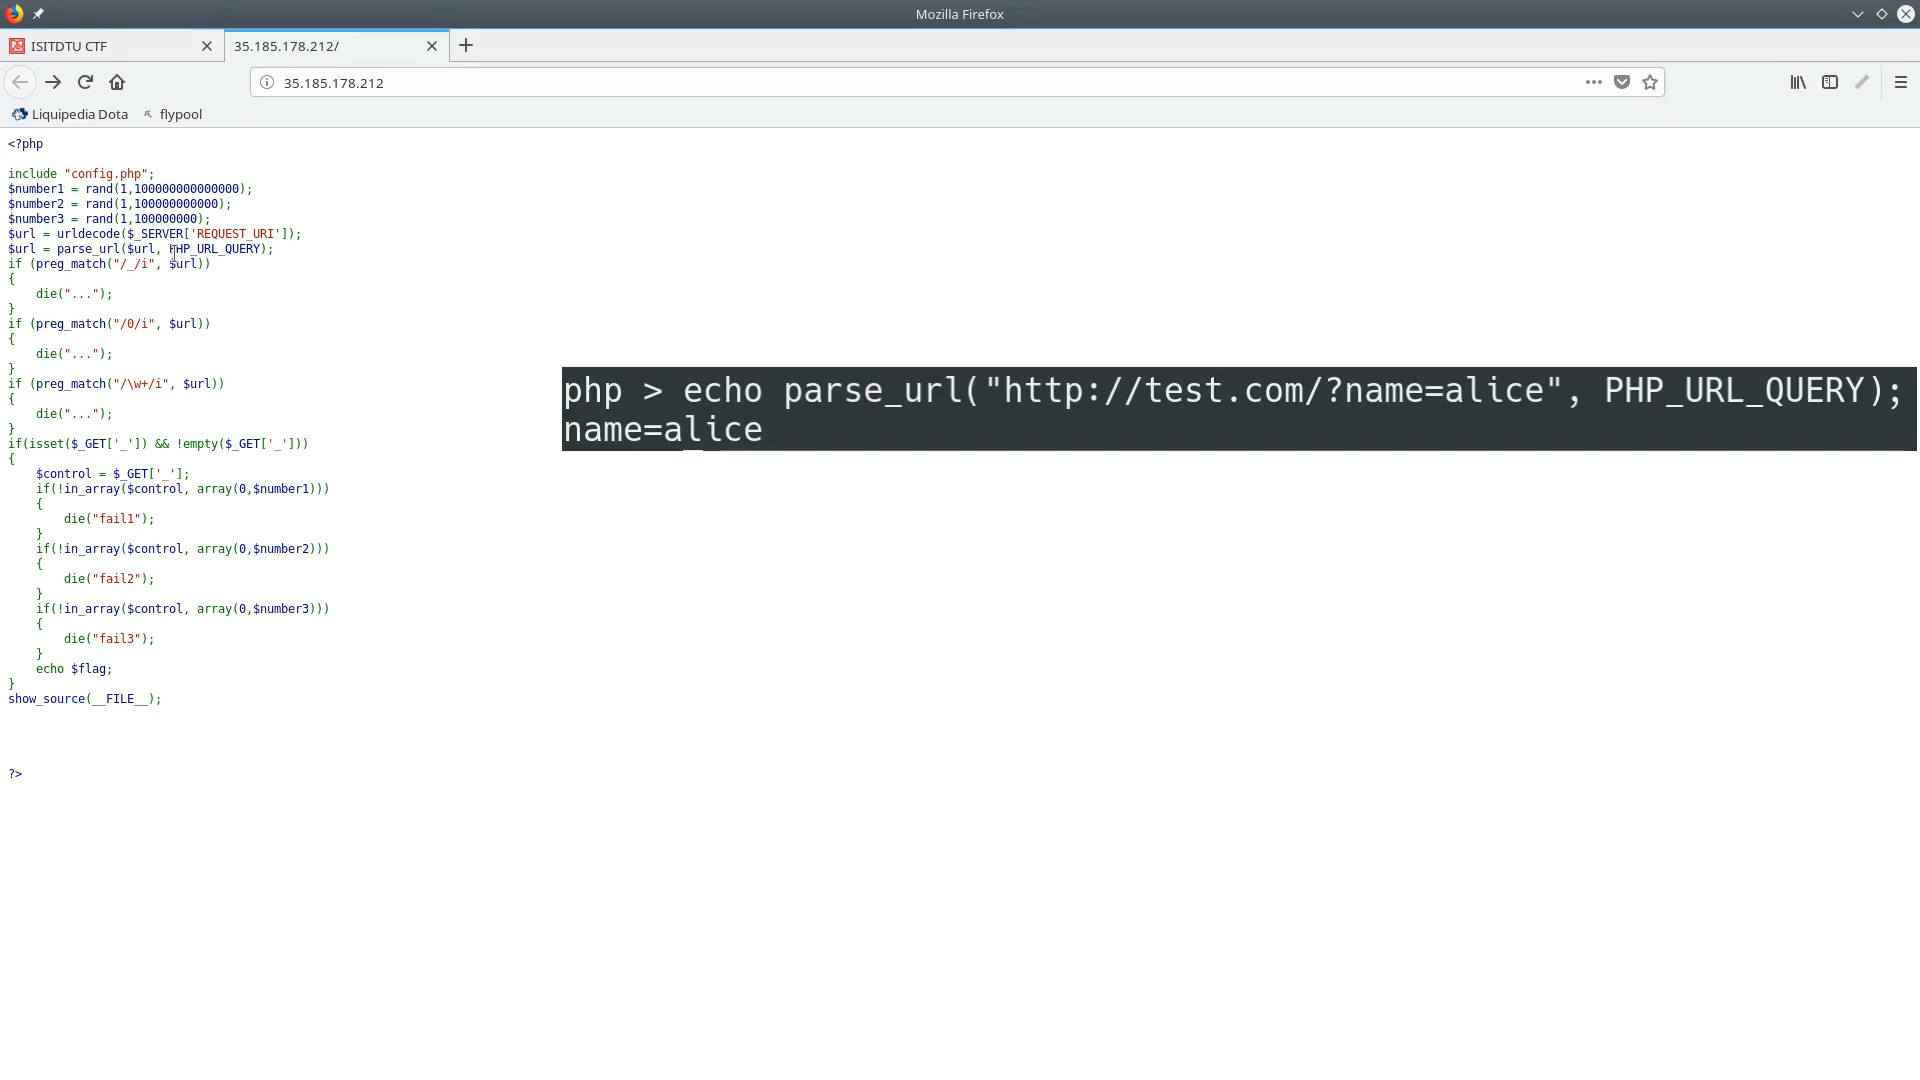 Mozilla Firefox
ISITDTU CTF
35.185.178.212/
35.185.178.212
Liquipedia Dota
flypool
<?php
include "config.php";
$number1 = rand(1,100000000000000);
$number2 = rand(1,100000000000);
$number3 = rand(1,100000000);
$url = urldecode($_SERVER['REQUEST_URI']);
$url = parse_url($url, PHP_URL_QUERY);
if (preg_match("/_/i", $url))
{
    die("...");
}
if (preg_match("/0/i", $url))
{
    die("...");
}
if (preg_match("/\w+/i", $url))
{
    die("...");
}
if(isset($_GET['_']) && !empty($_GET['_']))
{
    $control = $_GET['_'];
    if(!in_array($control, array(0,$number1)))
    {
        die("fail1");
    }
    if(!in_array($control, array(0,$number2)))
    {
        die("fail2");
    }
    if(!in_array($control, array(0,$number3)))
    {
        die("fail3");
    }
    echo $flag;
}
show_source(__FILE__);
?>
php > echo parse_url("http://test.com/?name=alice", PHP_URL_QUERY);
name=alice